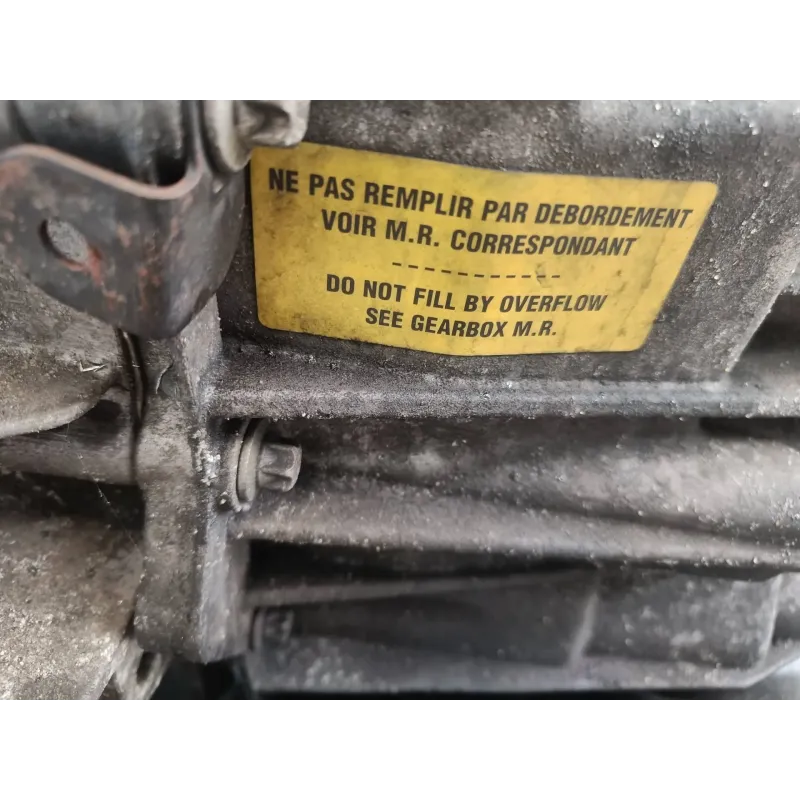 NE PAS REMPLIR PAR DEBORDEMENT
VOIR M.R. CORRESPONDANT
-----------
DO NOT FILL BY OVERFLOW
SEE GEARBOX M.R.